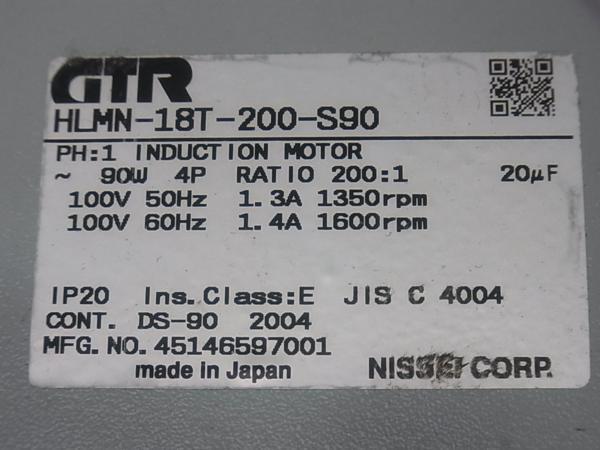 GTR
HLMN-18T-200-S90
PH:1 INDUCTION MOTOR
~ 90W 4P RATIO 200:1 20μF
100V 50Hz 1.3A 1350rpm
100V 60Hz 1.4A 1600rpm
IP20 Ins.Class:E JIS C 4004
CONT. DS-90 2004
MFG.NO.45146597001
made in Japan NISSEI CORP.